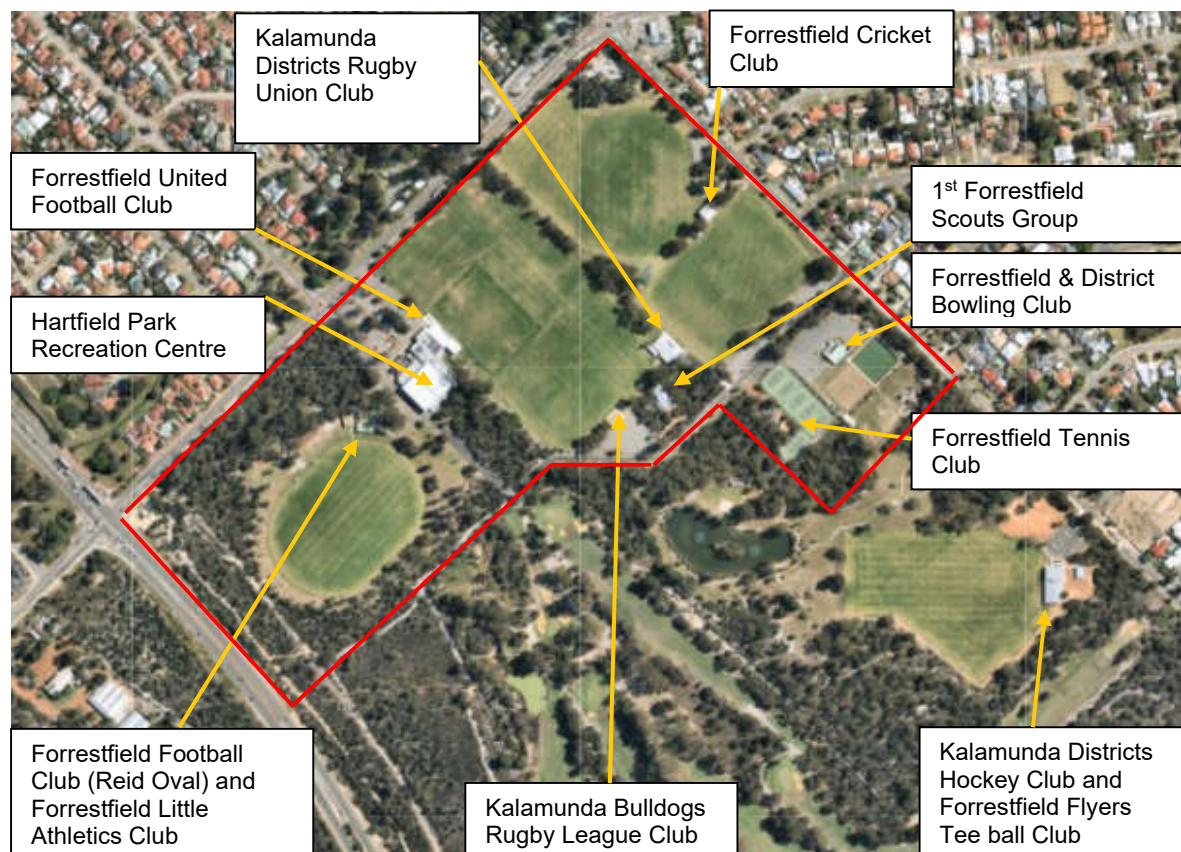 Kalamunda
Districts Rugby
Union Club
Forrestfield Cricket
Club
Forrestfield United
Football Club
1st Forrestfield
Scouts Group
Hartfield Park
Recreation Centre
Forrestfield & District
Bowling Club
Forrestfield Tennis
Club
Forrestfield Football
Club (Reid Oval) and
Forrestfield Little
Athletics Club
Kalamunda Bulldogs
Rugby League Club
Kalamunda Districts
Hockey Club and
Forrestfield Flyers
Tee ball Club